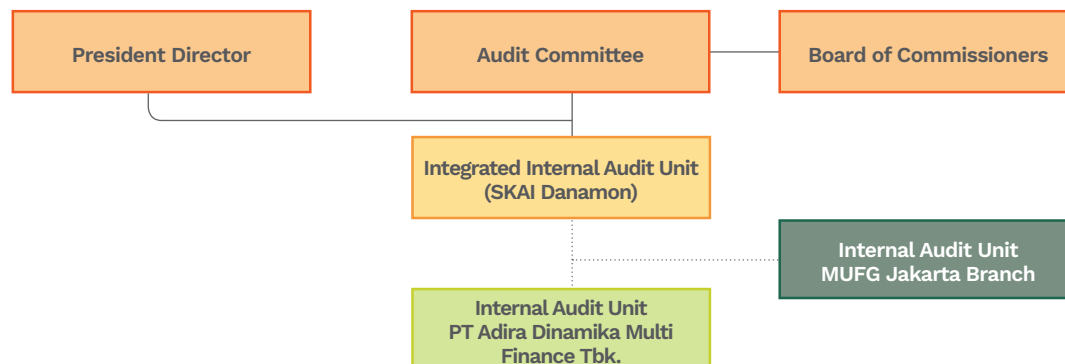 President Director
Audit Committee
Board of Commissioners
Integrated Internal Audit Unit
(SKAI Danamon)
Internal Audit Unit
MUFG Jakarta Branch
Internal Audit Unit
PT Adira Dinamika Multi
Finance Tbk.